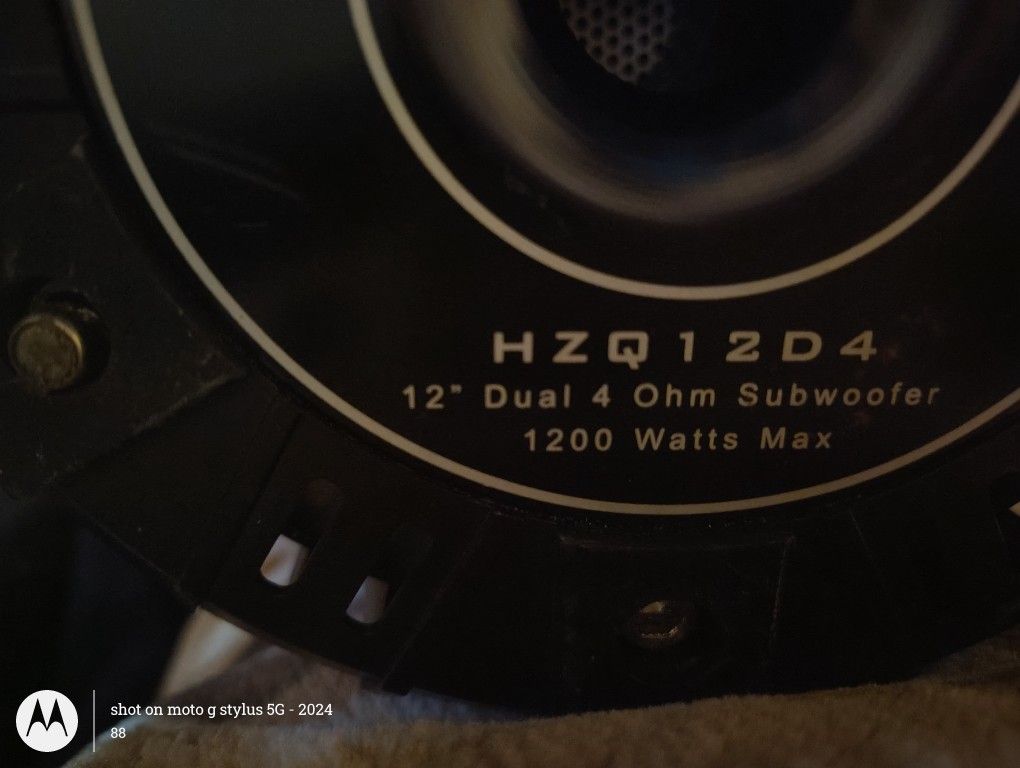 HZQ12D4
12" Dual 4 Ohm Subwoofer
1200 Watts Max
shot on moto g stylus 5G - 2024
88